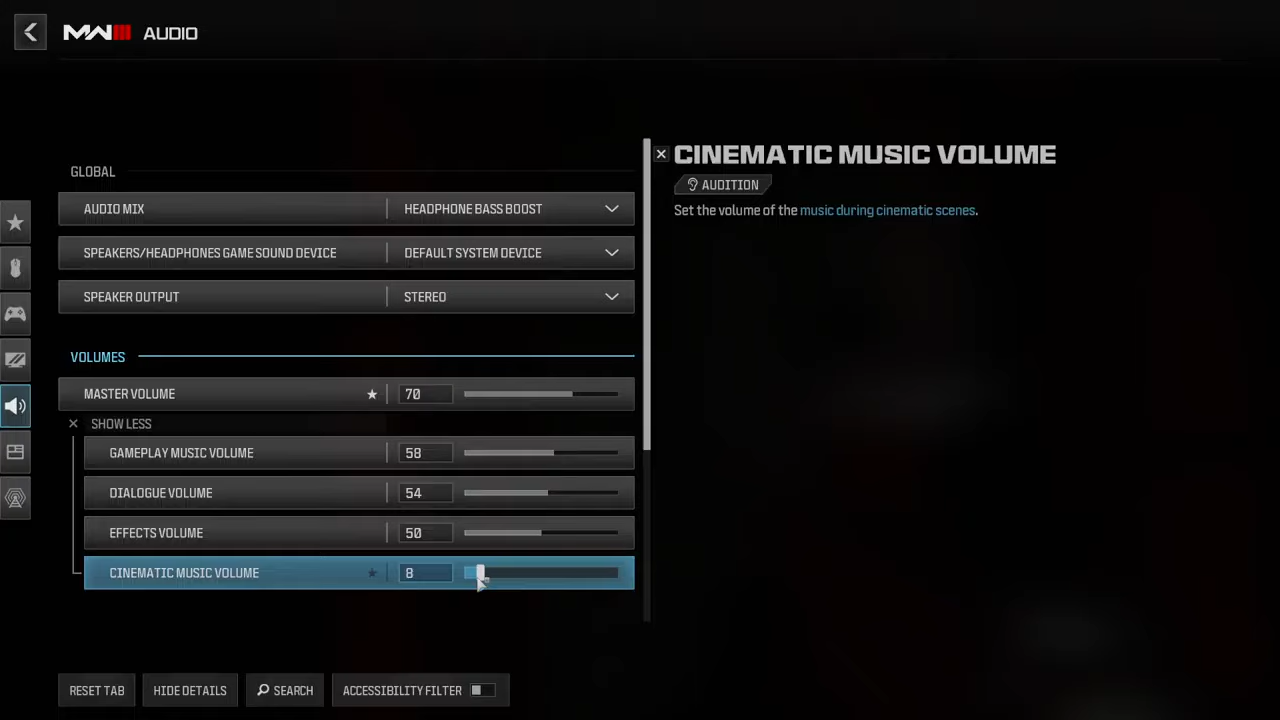 MWIII AUDIO
GLOBAL
AUDIO MIX HEADPHONE BASS BOOST
SPEAKERS/HEADPHONES GAME SOUND DEVICE DEFAULT SYSTEM DEVICE
SPEAKER OUTPUT STEREO
VOLUMES
MASTER VOLUME 70
SHOW LESS
GAMEPLAY MUSIC VOLUME 58
DIALOGUE VOLUME 54
EFFECTS VOLUME 50
CINEMATIC MUSIC VOLUME 8
CINEMATIC MUSIC VOLUME
AUDITION
Set the volume of the music during cinematic scenes.
RESET TAB HIDE DETAILS SEARCH ACCESSIBILITY FILTER